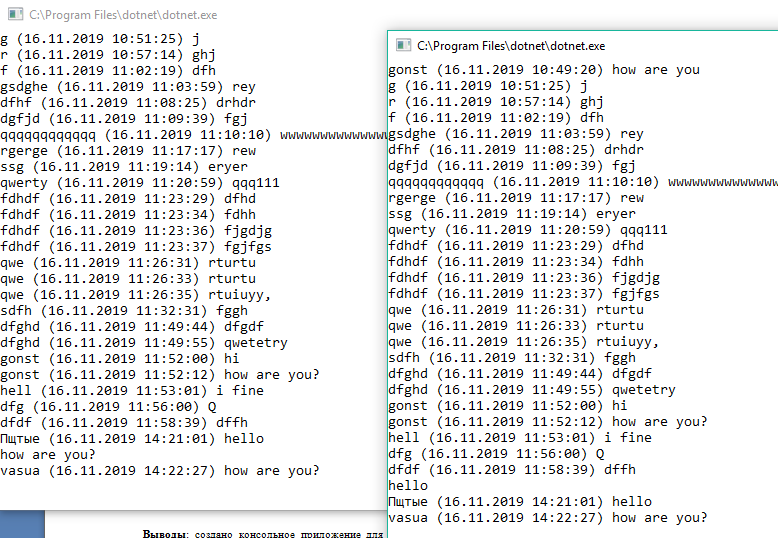 C:\Program Files\dotnet\dotnet.exe
g (16.11.2019 10:51:25) j
r (16.11.2019 10:57:14) ghj
f (16.11.2019 11:02:19) dfh
gsdghe (16.11.2019 11:03:59) rey
dfhf (16.11.2019 11:08:25) drhdr
dgfjd (16.11.2019 11:09:39) fgj
qqqqqqqqqqqq (16.11.2019 11:10:10) wwwwwwwwwwwwww
rgerge (16.11.2019 11:17:17) rew
ssg (16.11.2019 11:19:14) eryer
qwerty (16.11.2019 11:20:59) qqq111
fdhdf (16.11.2019 11:23:29) dfhd
fdhdf (16.11.2019 11:23:34) fdhh
fdhdf (16.11.2019 11:23:36) fjgdjg
fdhdf (16.11.2019 11:23:37) fgjfgs
qwe (16.11.2019 11:26:31) rturtu
qwe (16.11.2019 11:26:33) rturtu
qwe (16.11.2019 11:26:35) rtuiuyy,
sdfh (16.11.2019 11:32:31) fggh
dfghd (16.11.2019 11:49:44) dfgdf
dfghd (16.11.2019 11:49:55) qwetetry
gonst (16.11.2019 11:52:00) hi
gonst (16.11.2019 11:52:12) how are you?
hell (16.11.2019 11:53:01) i fine
dfg (16.11.2019 11:56:00) Q
dfdf (16.11.2019 11:58:39) dffh
Пщтые (16.11.2019 14:21:01) hello
how are you?
vasua (16.11.2019 14:22:27) how are you?
C:\Program Files\dotnet\dotnet.exe
gonst (16.11.2019 10:49:20) how are you
g (16.11.2019 10:51:25) j
r (16.11.2019 10:57:14) ghj
f (16.11.2019 11:02:19) dfh
gsdghe (16.11.2019 11:03:59) rey
dfhf (16.11.2019 11:08:25) drhdr
dgfjd (16.11.2019 11:09:39) fgj
qqqqqqqqqqqq (16.11.2019 11:10:10) wwwwwwwwwwwwww
rgerge (16.11.2019 11:17:17) rew
ssg (16.11.2019 11:19:14) eryer
qwerty (16.11.2019 11:20:59) qqq111
fdhdf (16.11.2019 11:23:29) dfhd
fdhdf (16.11.2019 11:23:34) fdhh
fdhdf (16.11.2019 11:23:36) fjgdjg
fdhdf (16.11.2019 11:23:37) fgjfgs
qwe (16.11.2019 11:26:31) rturtu
qwe (16.11.2019 11:26:33) rturtu
qwe (16.11.2019 11:26:35) rtuiuyy,
sdfh (16.11.2019 11:32:31) fggh
dfghd (16.11.2019 11:49:44) dfgdf
dfghd (16.11.2019 11:49:55) qwetetry
gonst (16.11.2019 11:52:00) hi
gonst (16.11.2019 11:52:12) how are you?
hell (16.11.2019 11:53:01) i fine
dfg (16.11.2019 11:56:00) Q
dfdf (16.11.2019 11:58:39) dffh
hello
Пщтые (16.11.2019 14:21:01) hello
vasua (16.11.2019 14:22:27) how are you?
Выводы: создано консольное приложение для